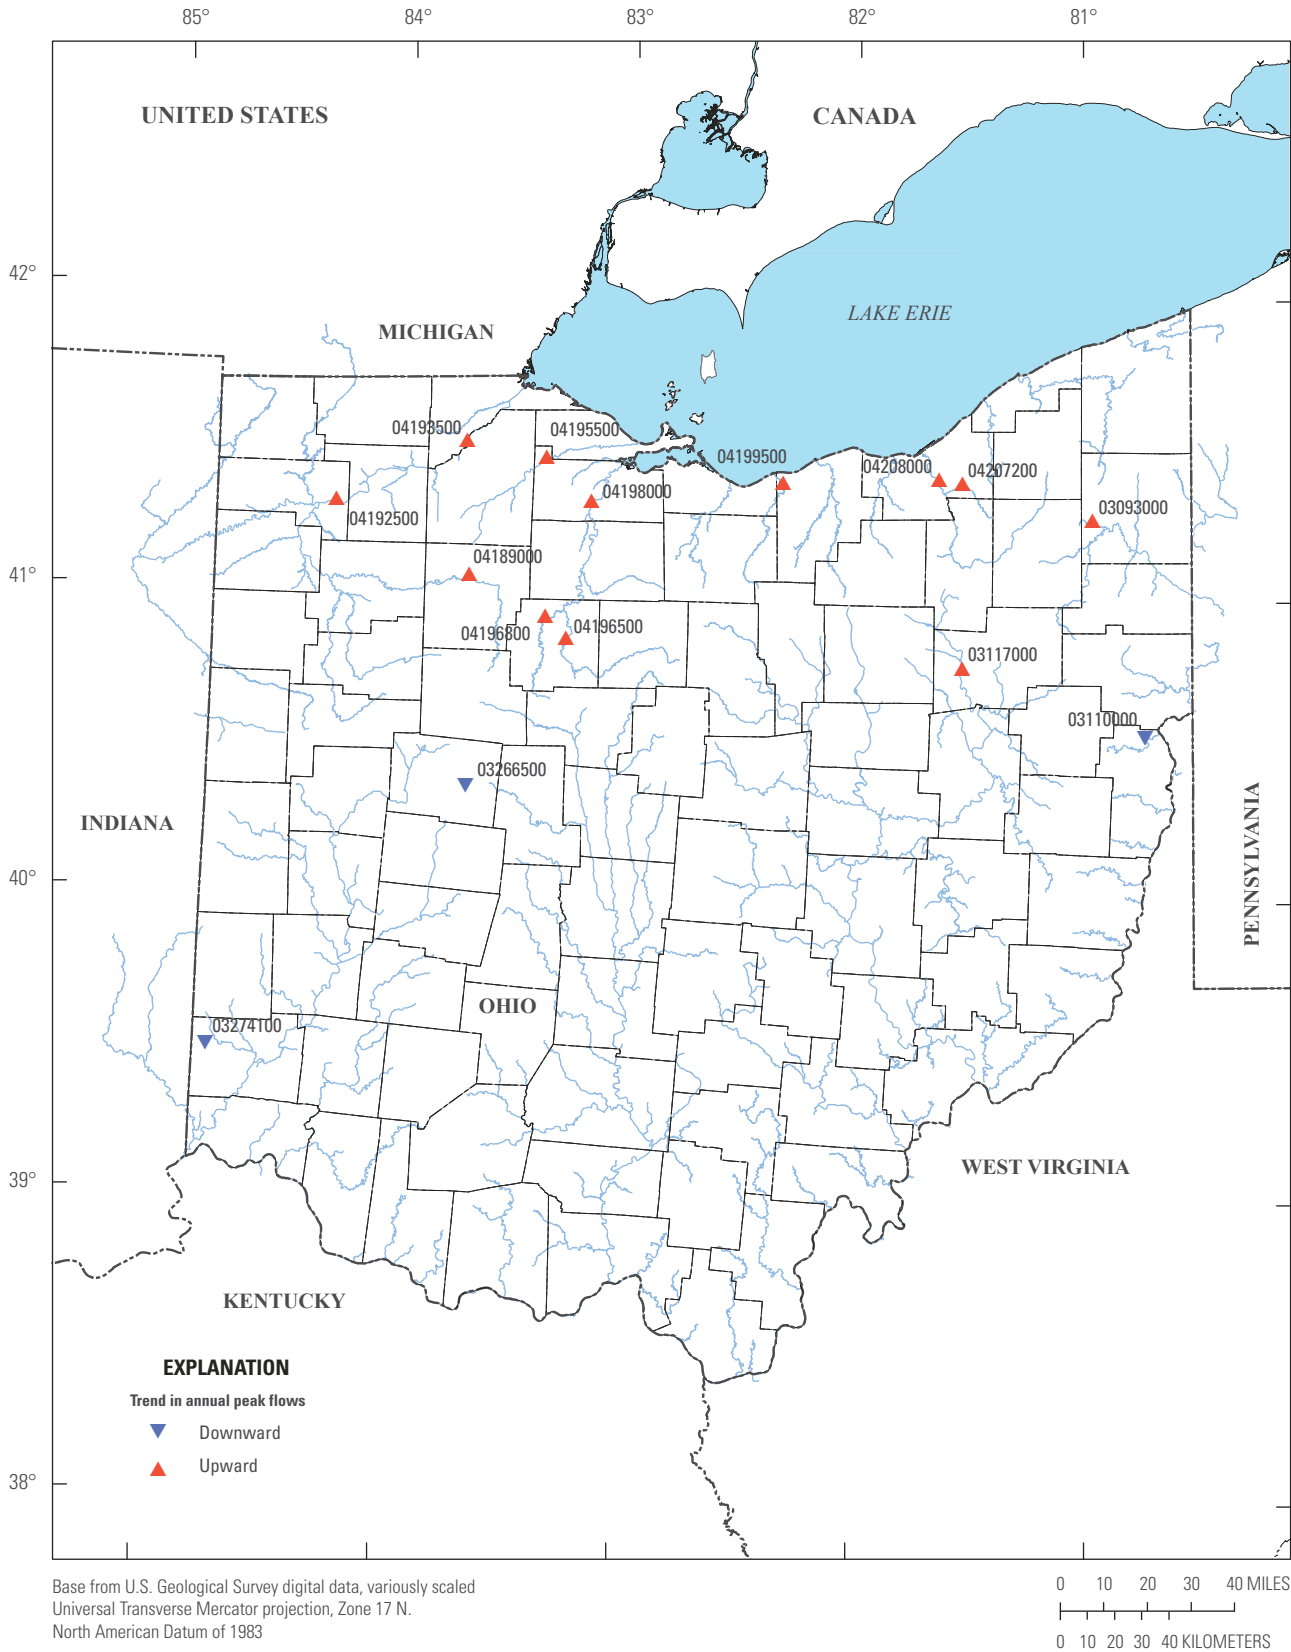 85°
84°
83°
82°
81°
UNITED STATES
CANADA
42°
LAKE ERIE
MICHIGAN
04193500
04195500
04199500
04208000
04207200
04198000
04192500
03093000
04189000
41°
04196800
04196500
03117000
03110000
03266500
INDIANA
PENNSYLVANIA
40°
OHIO
03274100
WEST VIRGINIA
39°
KENTUCKY
EXPLANATION
Trend in annual peak flows
Downward
Upward
38°
Base from U.S. Geological Survey digital data, variously scaled
Universal Transverse Mercator projection, Zone 17 N.
North American Datum of 1983
0 10 20 30 40 MILES
0 10 20 30 40 KILOMETERS